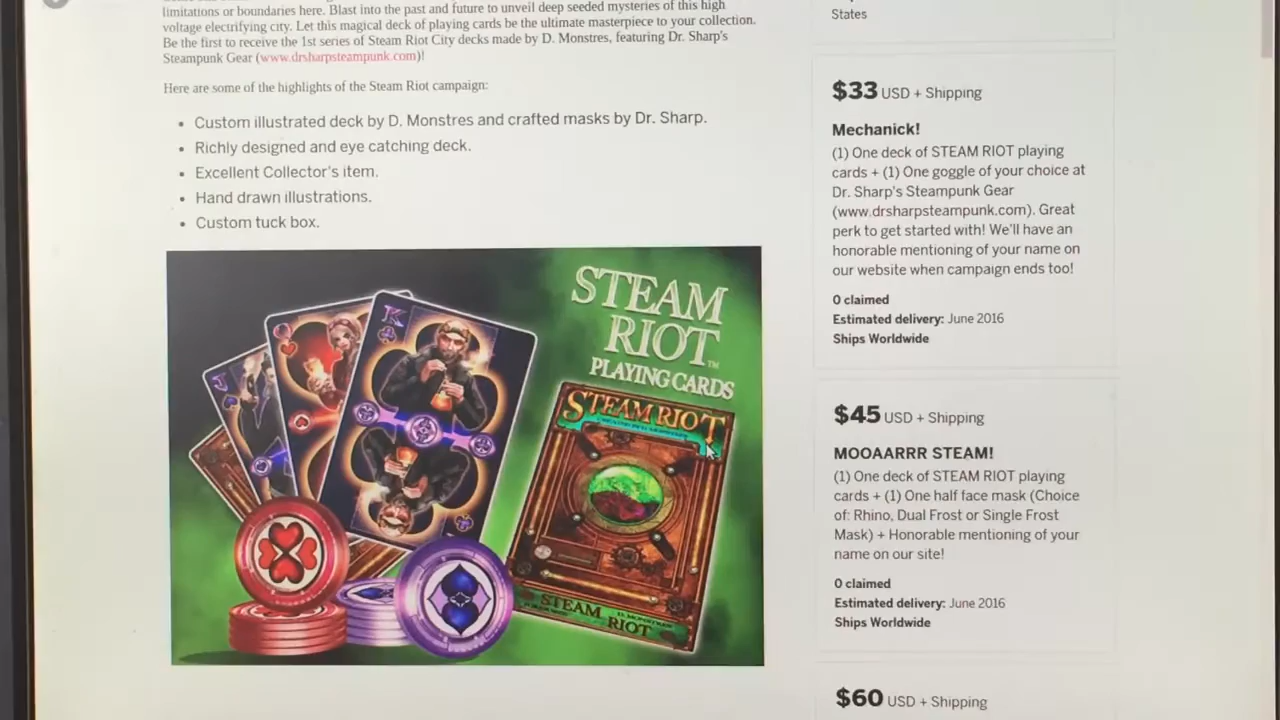 limitations or boundaries here. Blast into the past and future to unveil deep seeded mysteries of this high
voltage electrifying city. Let this magical deck of playing cards be the ultimate masterpiece to your collection.
Be the first to receive the 1st series of Steam Riot City decks made by D. Monstres, featuring Dr. Sharp's
Steampunk Gear (www.drsharpsteampunk.com)!
Here are some of the highlights of the Steam Riot campaign:
• Custom illustrated deck by D. Monstres and crafted masks by Dr. Sharp.
• Richly designed and eye catching deck.
• Excellent Collector's item.
• Hand drawn illustrations.
• Custom tuck box.
STEAM
RIOT™
PLAYING CARDS
K
Q
J
STEAM RIOT
STEAM
RIOT
States
$33 USD + Shipping
Mechanick!
(1) One deck of STEAM RIOT playing
cards + (1) One goggle of your choice at
Dr. Sharp's Steampunk Gear
(www.drsharpsteampunk.com). Great
perk to get started with! We'll have an
honorable mentioning of your name on
our website when campaign ends too!
0 claimed
Estimated delivery: June 2016
Ships Worldwide
$45 USD + Shipping
MOOAARRR STEAM!
(1) One deck of STEAM RIOT playing
cards + (1) One half face mask (Choice
of: Rhino, Dual Frost or Single Frost
Mask) + Honorable mentioning of your
name on our site!
0 claimed
Estimated delivery: June 2016
Ships Worldwide
$60 USD + Shipping